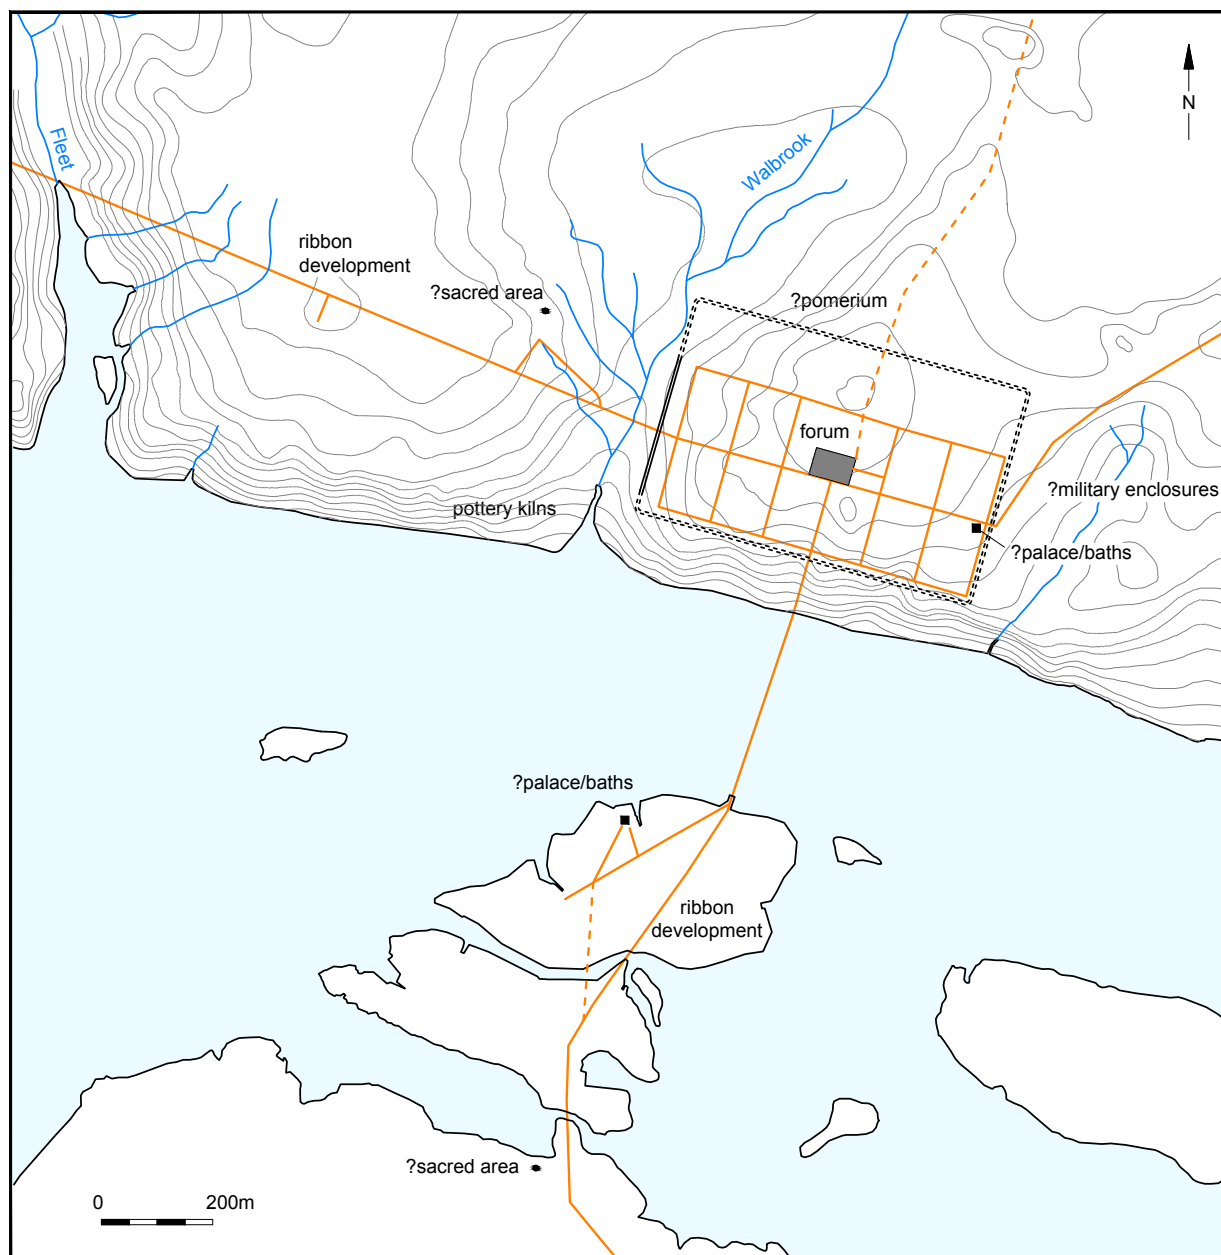 N
Fleet
Walbrook
ribbon
development
?sacred area
?pomerium
forum
?military enclosures
pottery kilns
?palace/baths
?palace/baths
ribbon
development
?sacred area
0
200m